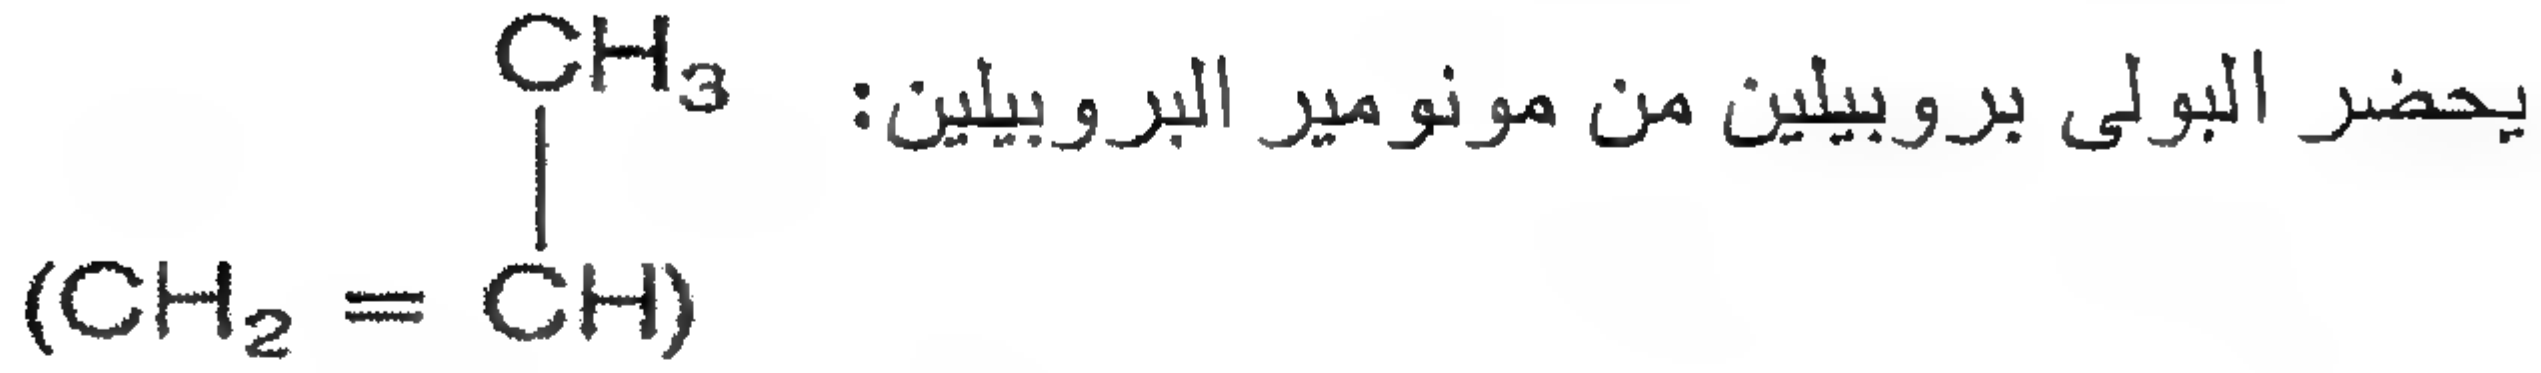 يحضر البولى بروبيلين من مونومير البروبيلين: CH₃
(CH₂ = CH)